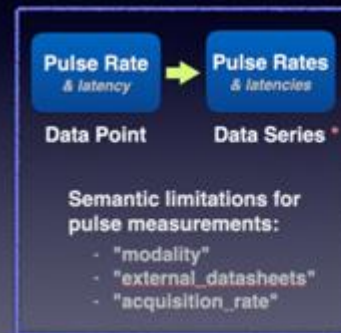 Pulse Rate
& latency
Pulse Rates
& latencies
Data Point
Data Series *
Semantic limitations for
pulse measurements:
- "modality"
- "external_datasheets"
- "acquisition_rate"